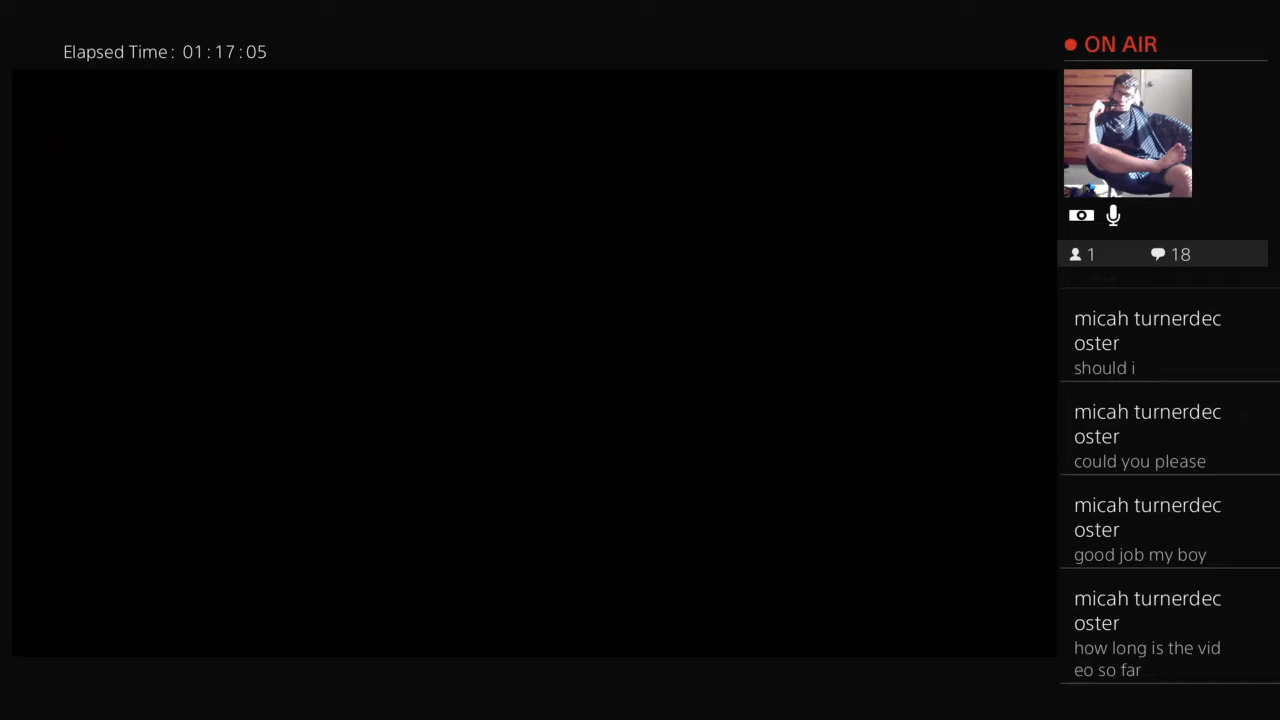 Elapsed Time: 01:17:05
ON AIR
1 18
micah turnerdec
oster
should i
micah turnerdec
oster
could you please
micah turnerdec
oster
good job my boy
micah turnerdec
oster
how long is the vid
eo so far